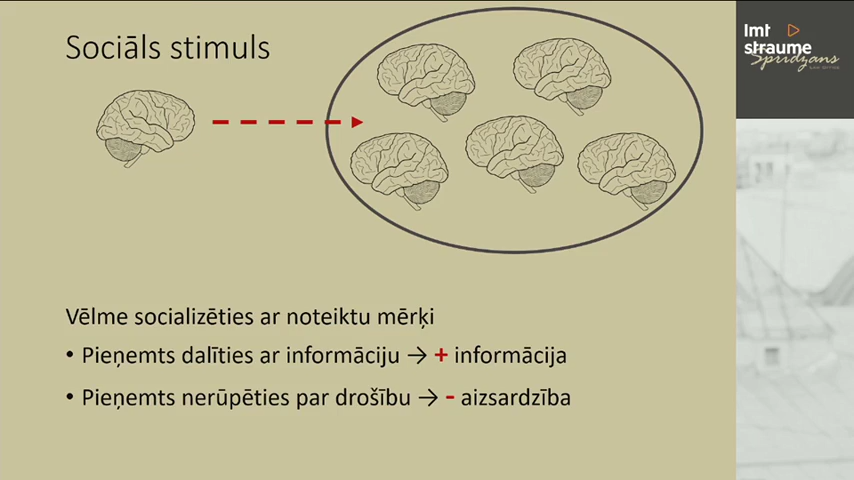 Sociāls stimuls
lmt
straume
Spridzans
Vēlme socializēties ar noteiktu mērķi
• Pieņemts dalīties ar informāciju → + informācija
• Pieņemts nerūpēties par drošību → - aizsardzība